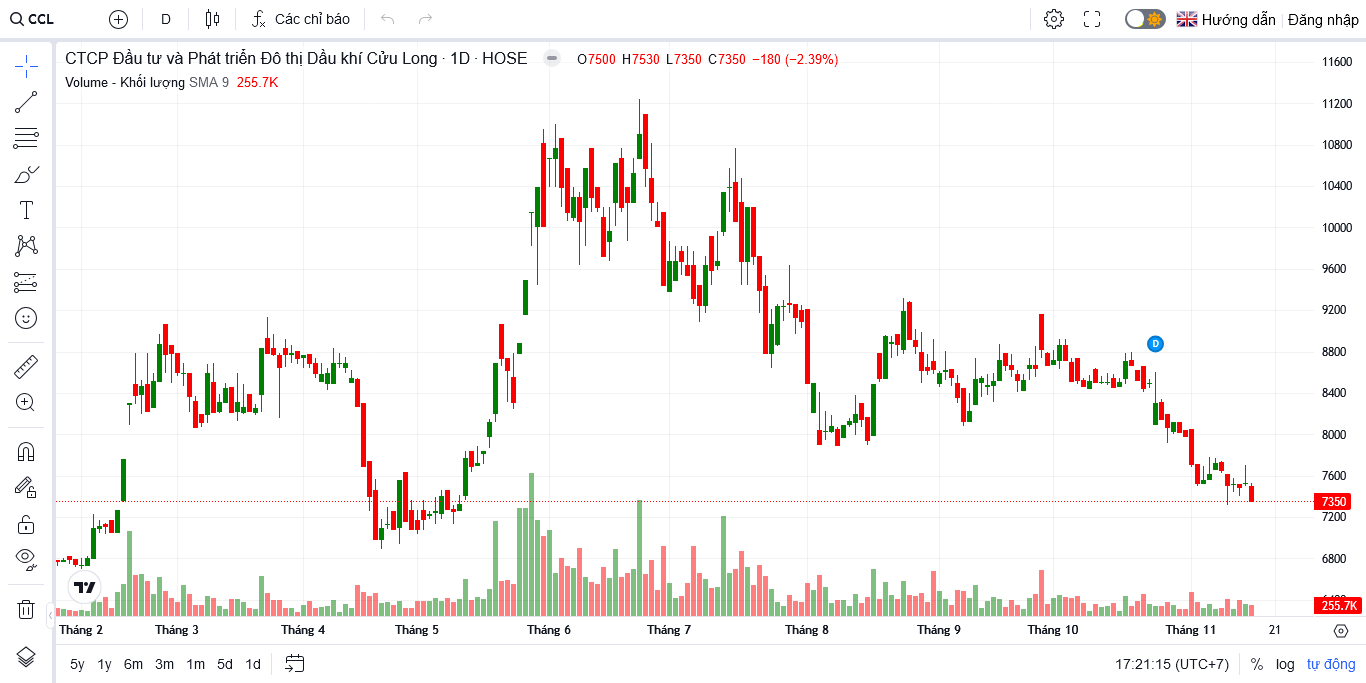 CCL D Các chỉ báo Hướng dẫn Đăng nhập
CTCP Đầu tư và Phát triển Đô thị Dầu khí Cửu Long · 1D · HOSE O7500 H7530 L7350 C7350 −180 (−2.39%)
Volume - Khối lượng SMA 9 255.7K
11600
11200
10800
10400
10000
9600
9200
8800
D
8400
8000
7600
7350
7200
6800
255.7K
Tháng 2 Tháng 3 Tháng 4 Tháng 5 Tháng 6 Tháng 7 Tháng 8 Tháng 9 Tháng 10 Tháng 11 21
5y 1y 6m 3m 1m 5d 1d 17:21:15 (UTC+7) % log tự động